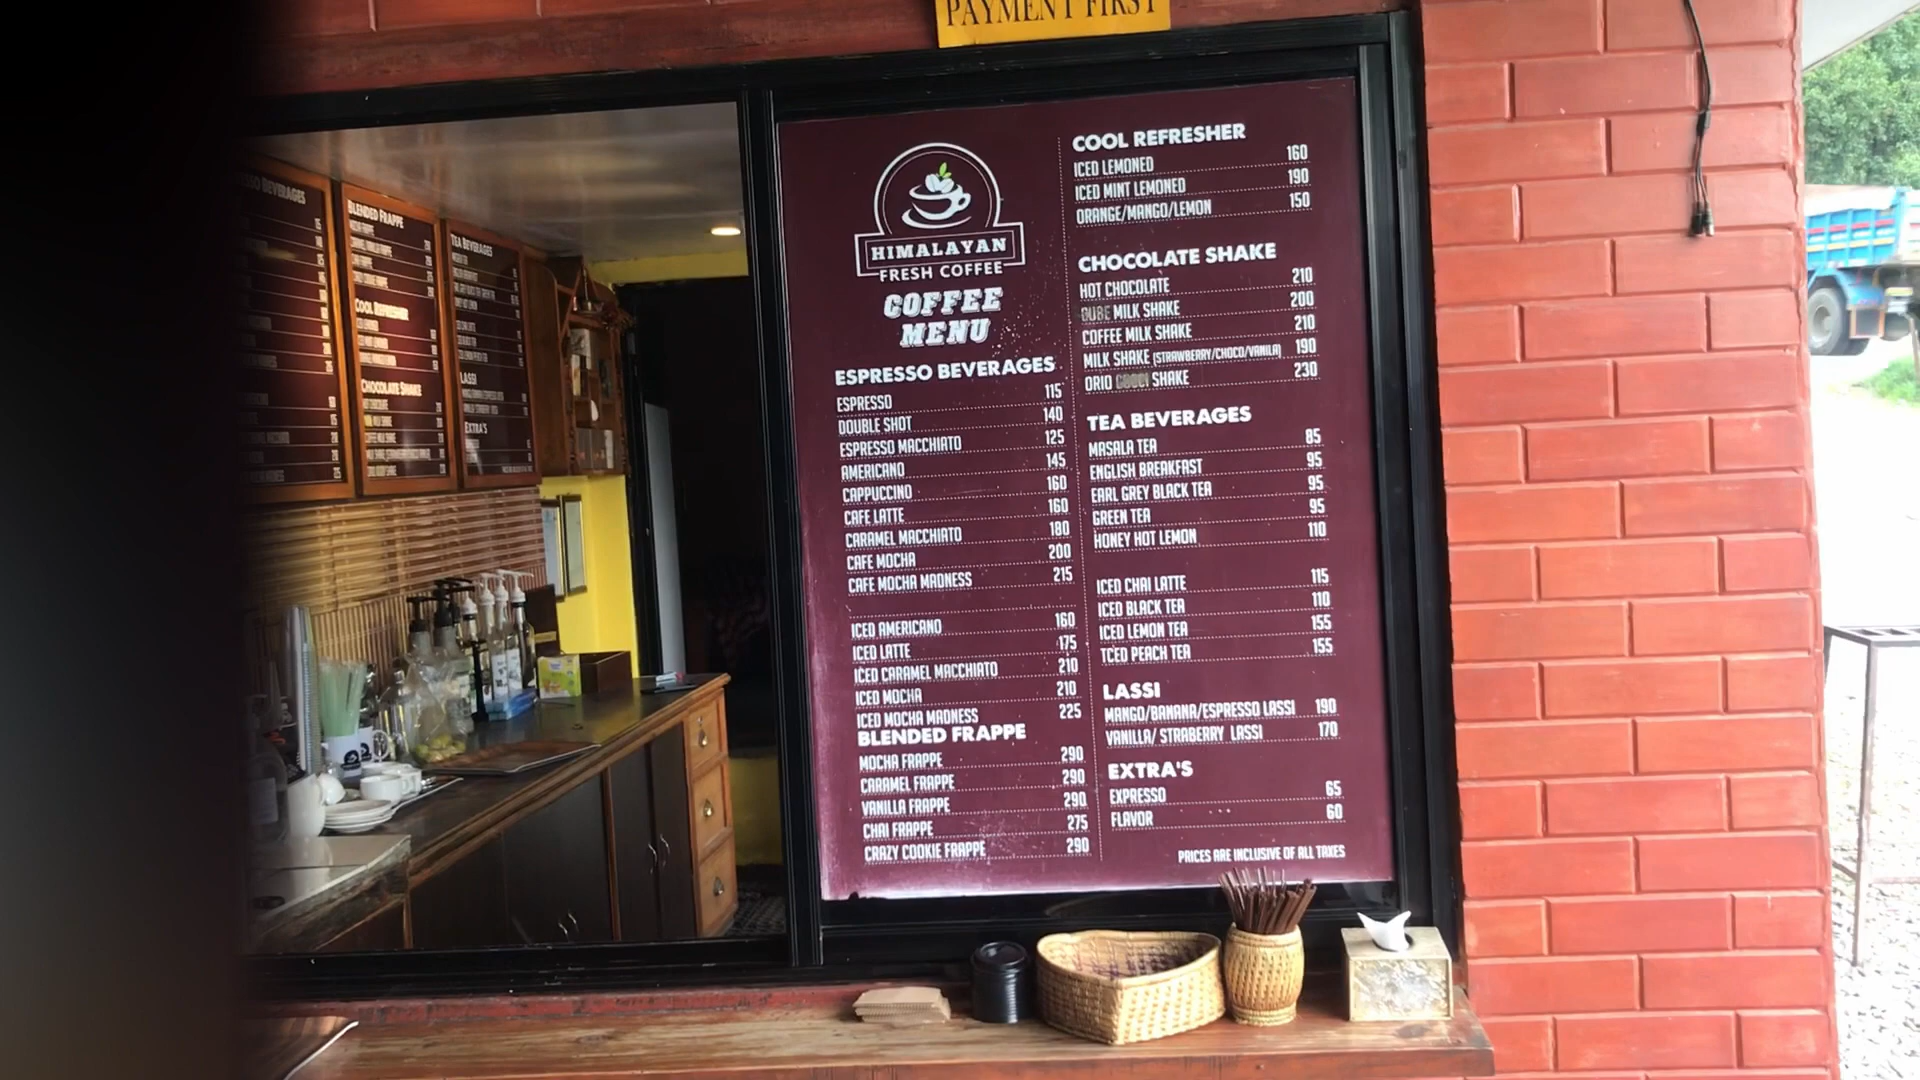 PAYMENT FIRST
HIMALAYAN
FRESH COFFEE
COFFEE
MENU
ESPRESSO BEVERAGES
ESPRESSO 115
DOUBLE SHOT 140
ESPRESSO MACCHIATO 125
AMERICANO 145
CAPPUCCINO 160
CAFE LATTE 160
CARAMEL MACCHIATO 180
CAFE MOCHA 200
CAFE MOCHA MADNESS 215
ICED AMERICANO 160
ICED LATTE 175
ICED CARAMEL MACCHIATO 210
ICED MOCHA 210
ICED MOCHA MADNESS 225
BLENDED FRAPPE
MOCHA FRAPPE 290
CARAMEL FRAPPE 290
VANILLA FRAPPE 290
CHAI FRAPPE 275
CRAZY COOKIE FRAPPE 290
COOL REFRESHER
ICED LEMONED 160
ICED MINT LEMONED 190
ORANGE/MANGO/LEMON 150
CHOCOLATE SHAKE
HOT CHOCOLATE 210
MILK SHAKE 200
COFFEE MILK SHAKE 210
MILK SHAKE (STRAWBERRY/CHOCO/VANILA) 190
ORIO SHAKE 230
TEA BEVERAGES
MASALA TEA 85
ENGLISH BREAKFAST 95
EARL GREY BLACK TEA 95
GREEN TEA 95
HONEY HOT LEMON 110
ICED CHAI LATTE 115
ICED BLACK TEA 110
ICED LEMON TEA 155
TCED PEACH TEA 155
LASSI
MANGO/BANANA/ESPRESSO LASSI 190
VANILLA/ STRABERRY LASSI 170
EXTRA'S
EXPRESSO 65
FLAVOR 60
PRICES ARE INCLUSIVE OF ALL TAXES
BEVERAGES
BLENDED FRAPPE
COOL REFRESHER
CHOCOLATE SHAKE
TEA BEVERAGES
LASSI
EXTRA'S